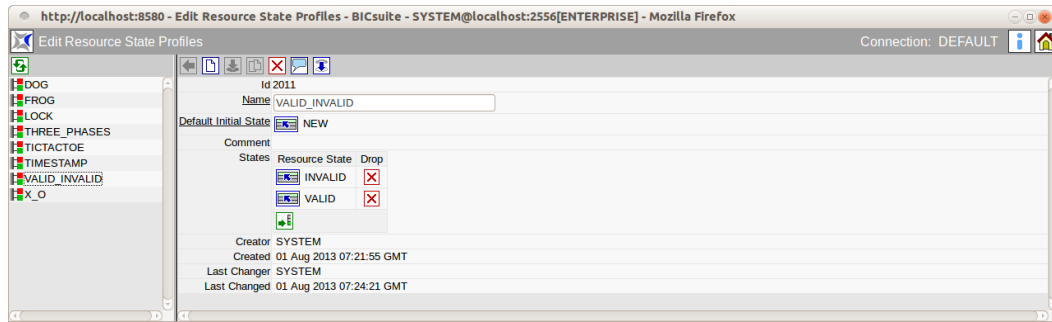 http://localhost:8580 - Edit Resource State Profiles - BICsuite - SYSTEM@localhost:2556[ENTERPRISE] - Mozilla Firefox
Edit Resource State Profiles
Connection: DEFAULT
DOG
FROG
LOCK
THREE_PHASES
TICTACTOE
TIMESTAMP
VALID_INVALID
X_O
Id 2011
Name VALID_INVALID
Default Initial State NEW
Comment
States Resource State Drop
INVALID
VALID
Creator SYSTEM
Created 01 Aug 2013 07:21:55 GMT
Last Changer SYSTEM
Last Changed 01 Aug 2013 07:24:21 GMT